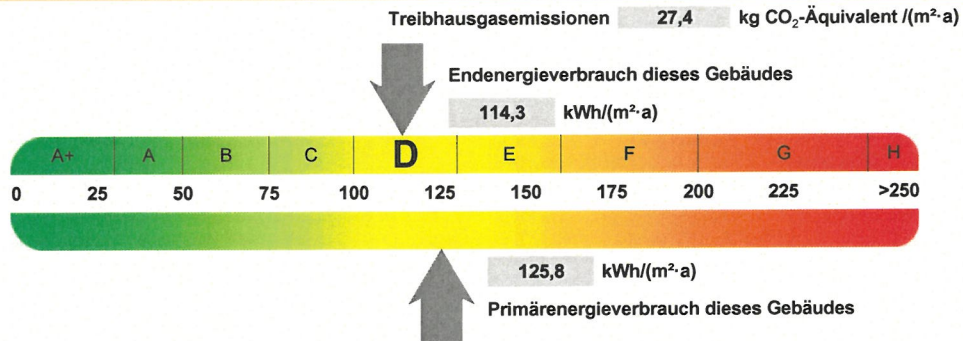 Treibhausgasemissionen 27,4 kg CO₂-Äquivalent /(m²·a)
Endenergieverbrauch dieses Gebäudes
114,3 kWh/(m²·a)
A+ A B C D E F G H
0 25 50 75 100 125 150 175 200 225 >250
125,8 kWh/(m²·a)
Primärenergieverbrauch dieses Gebäudes